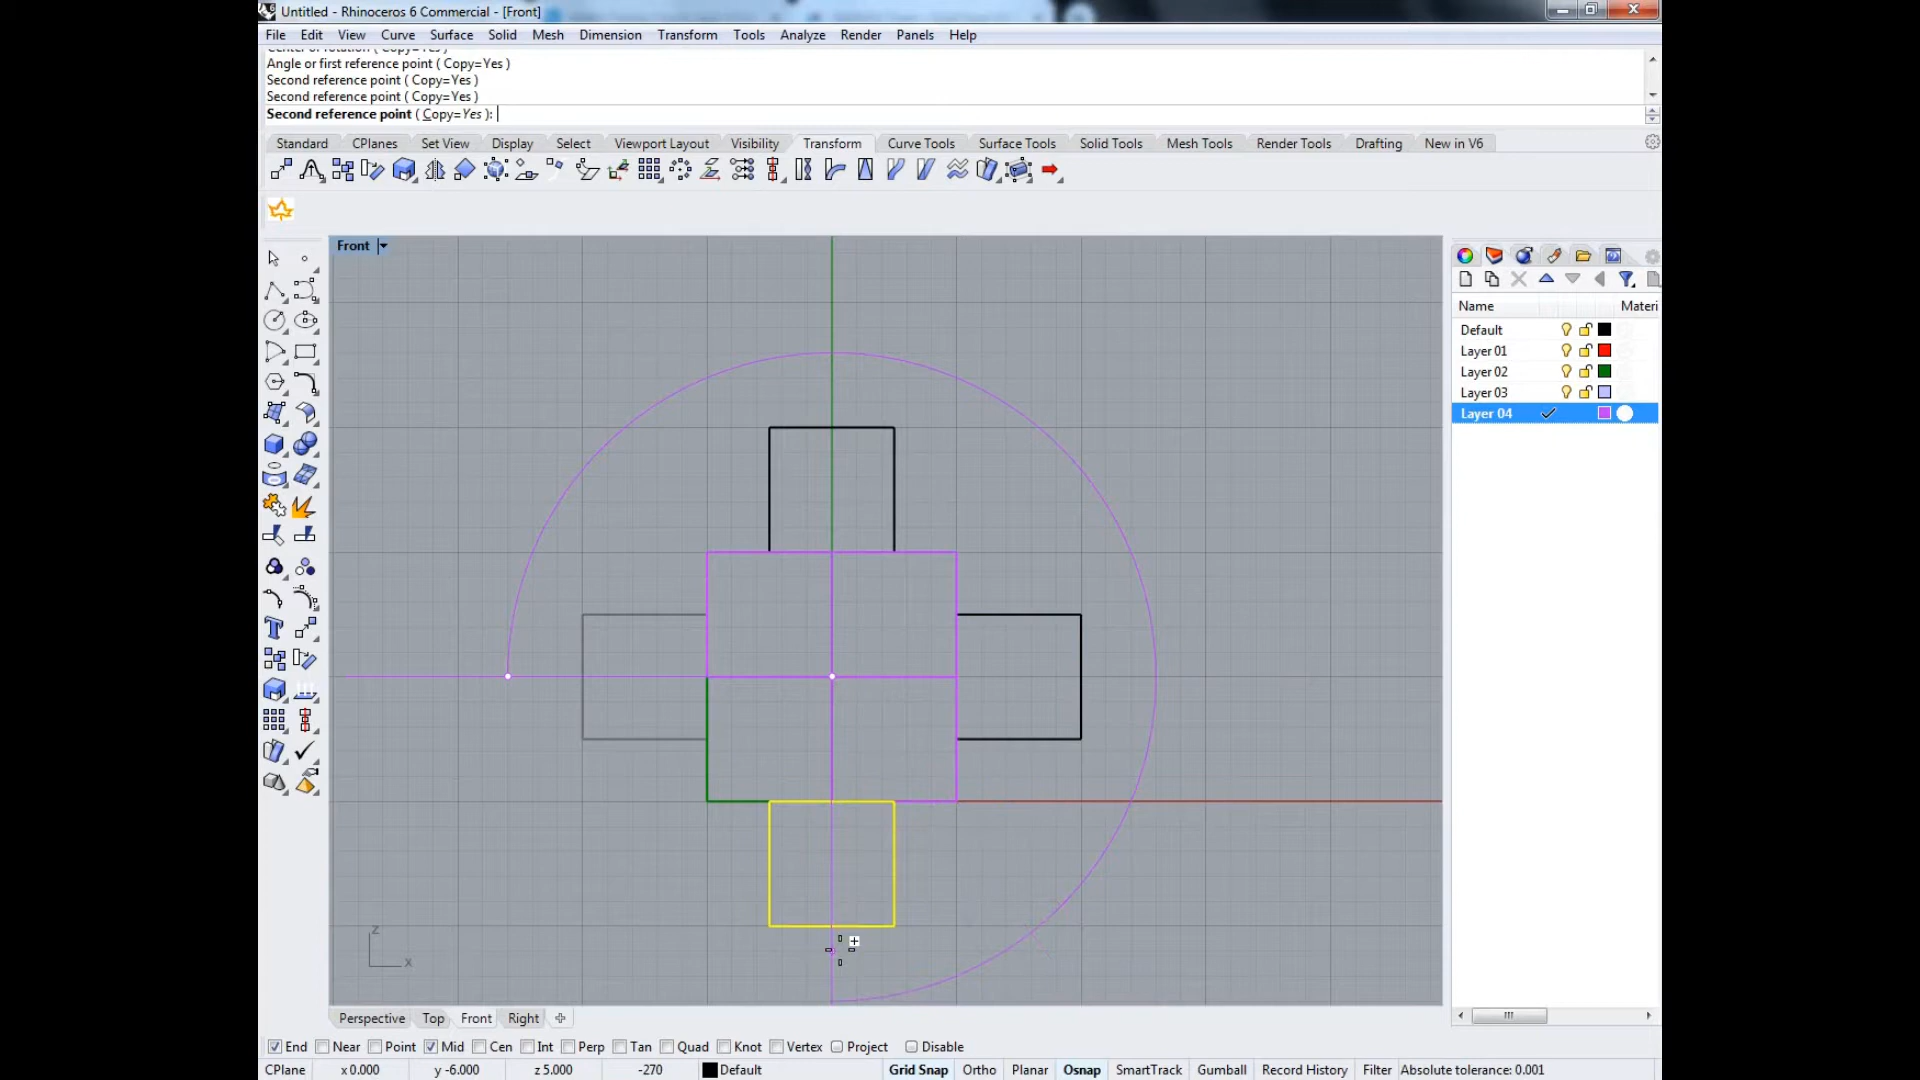 Untitled - Rhinoceros 6 Commercial - [Front]
File Edit View Curve Surface Solid Mesh Dimension Transform Tools Analyze Render Panels Help
Center of rotation ( Copy=Yes )
Angle or first reference point ( Copy=Yes )
Second reference point ( Copy=Yes )
Second reference point ( Copy=Yes )
Second reference point ( Copy=Yes ):
Standard CPlanes Set View Display Select Viewport Layout Visibility Transform Curve Tools Surface Tools Solid Tools Mesh Tools Render Tools Drafting New in V6
Front
Name Materi
Default
Layer 01
Layer 02
Layer 03
Layer 04
z
x
Perspective Top Front Right
End Near Point Mid Cen Int Perp Tan Quad Knot Vertex Project Disable
CPlane x 0.000 y -6.000 z 5.000 -270 Default Grid Snap Ortho Planar Osnap SmartTrack Gumball Record History Filter Absolute tolerance: 0.001